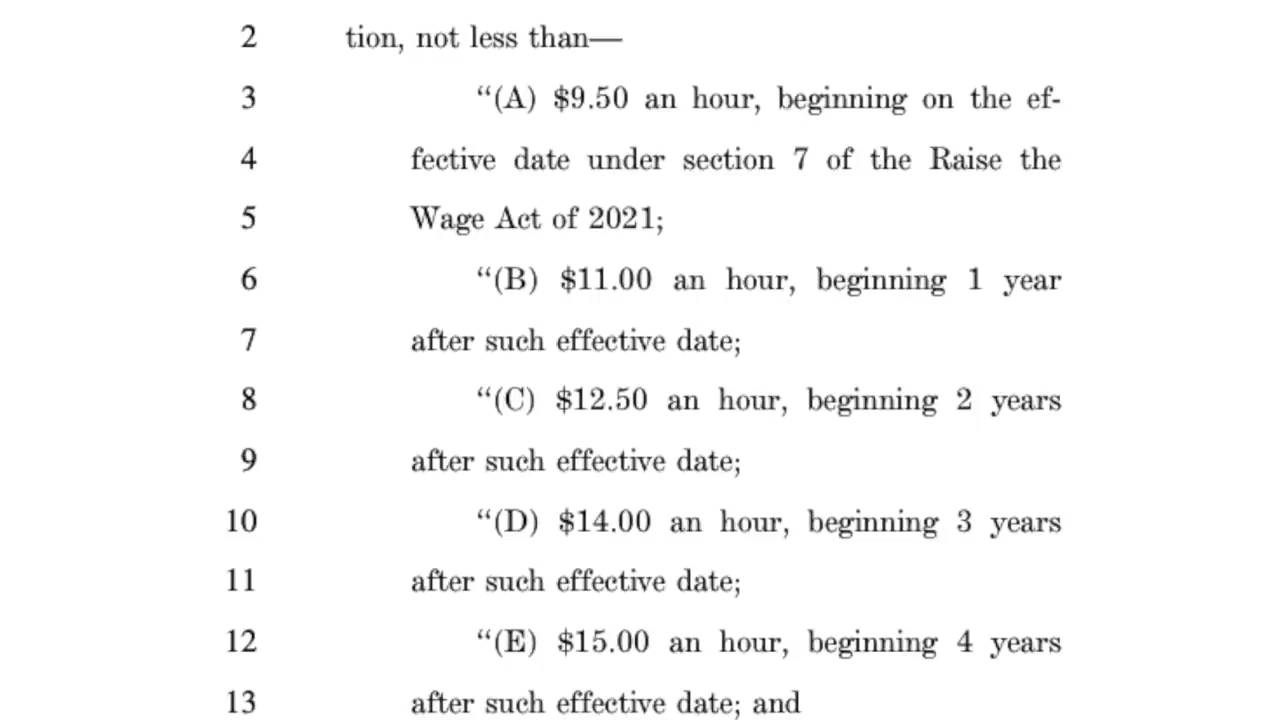 2 tion, not less than—
3 “(A) $9.50 an hour, beginning on the ef-
4 fective date under section 7 of the Raise the
5 Wage Act of 2021;
6 “(B) $11.00 an hour, beginning 1 year
7 after such effective date;
8 “(C) $12.50 an hour, beginning 2 years
9 after such effective date;
10 “(D) $14.00 an hour, beginning 3 years
11 after such effective date;
12 “(E) $15.00 an hour, beginning 4 years
13 after such effective date; and